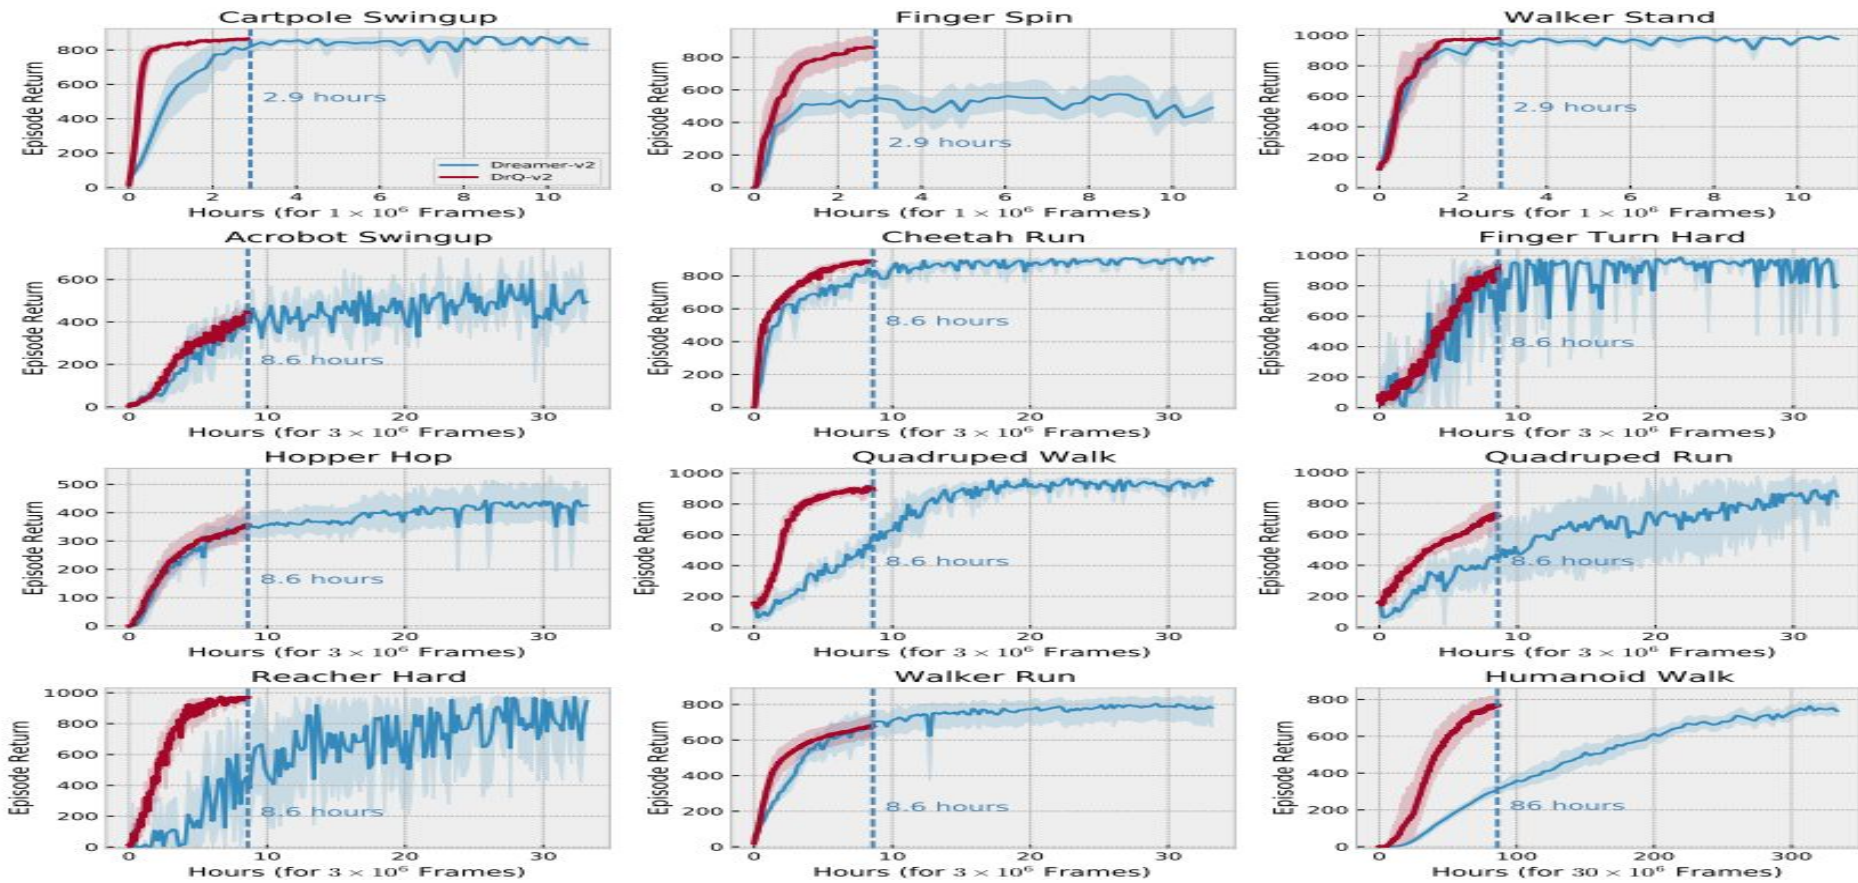 Cartpole Swingup
Episode Return
800
600
400
200
0
2.9 hours
Dreamer-v2
DrQ-v2
0 2 4 6 8 10
Hours (for 1 × 10⁶ Frames)
Finger Spin
Episode Return
800
600
400
200
0
2.9 hours
0 2 4 6 8 10
Hours (for 1 × 10⁶ Frames)
Walker Stand
Episode Return
1000
800
600
400
200
0
2.9 hours
0 2 4 6 8 10
Hours (for 1 × 10⁶ Frames)
Acrobot Swingup
Episode Return
600
400
200
0
8.6 hours
0 10 20 30
Hours (for 3 × 10⁶ Frames)
Cheetah Run
Episode Return
800
600
400
200
0
8.6 hours
0 10 20 30
Hours (for 3 × 10⁶ Frames)
Finger Turn Hard
Episode Return
1000
800
600
400
200
0
8.6 hours
0 10 20 30
Hours (for 3 × 10⁶ Frames)
Hopper Hop
Episode Return
500
400
300
200
100
0
8.6 hours
0 10 20 30
Hours (for 3 × 10⁶ Frames)
Quadruped Walk
Episode Return
1000
800
600
400
200
0
8.6 hours
0 10 20 30
Hours (for 3 × 10⁶ Frames)
Quadruped Run
Episode Return
1000
800
600
400
200
0
8.6 hours
0 10 20 30
Hours (for 3 × 10⁶ Frames)
Reacher Hard
Episode Return
1000
800
600
400
200
0
8.6 hours
0 10 20 30
Hours (for 3 × 10⁶ Frames)
Walker Run
Episode Return
800
600
400
200
0
8.6 hours
0 10 20 30
Hours (for 3 × 10⁶ Frames)
Humanoid Walk
Episode Return
800
600
400
200
0
86 hours
0 100 200 300
Hours (for 30 × 10⁶ Frames)